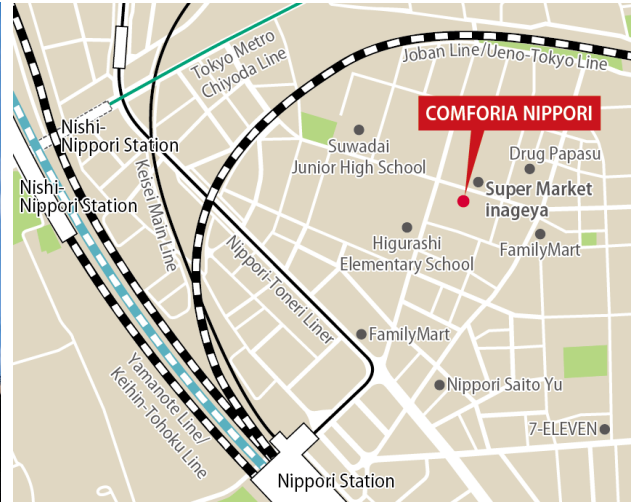 Tokyo Metro
Chiyoda Line
Joban Line/Ueno-Tokyo Line
COMFORIA NIPPORI
Nishi-
Nippori Station
Suwadai
Junior High School
Drug Papasu
Nishi-
Nippori Station
Keisei Main Line
Super Market
inageya
Higurashi
Elementary School
FamilyMart
Nippori-Toneri Liner
FamilyMart
Yamanote Line/
Keihin-Tohoku Line
Nippori Saito Yu
7-ELEVEN
Nippori Station